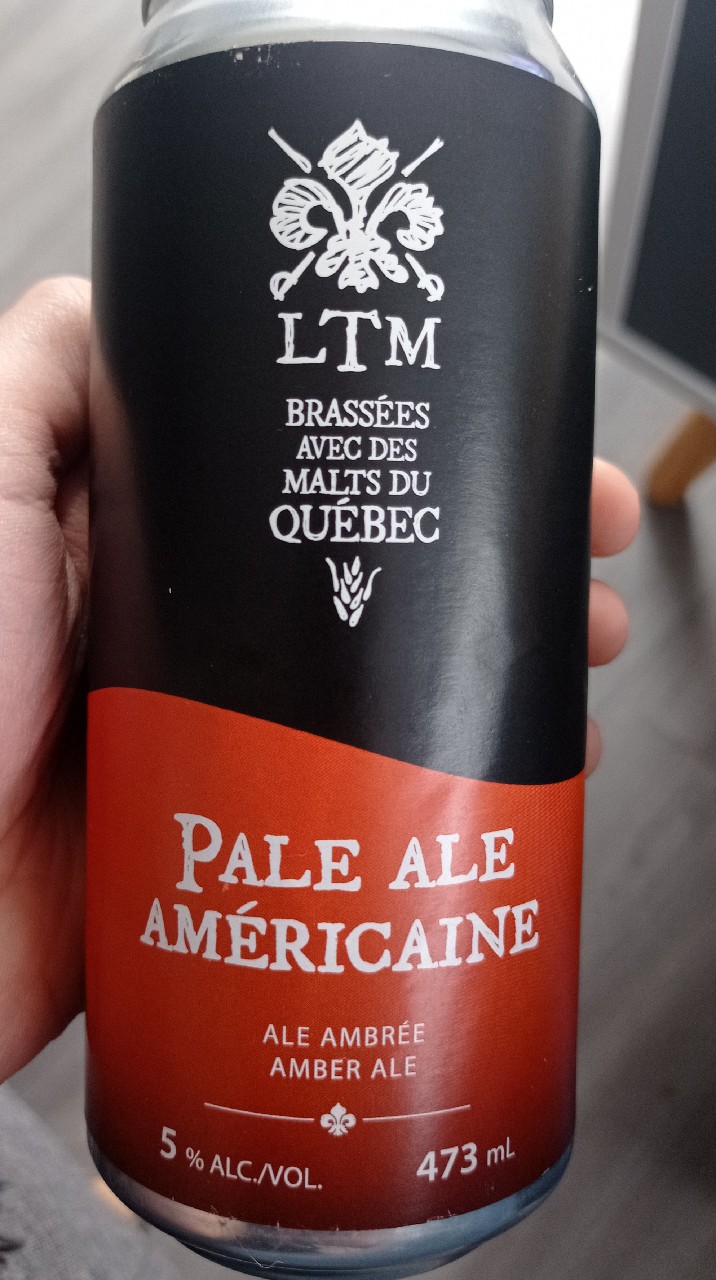 LTM
BRASSÉES
AVEC DES
MALTS DU
QUÉBEC
PALE ALE
AMÉRICAINE
ALE AMBRÉE
AMBER ALE
5 % ALC./VOL. 473 mL